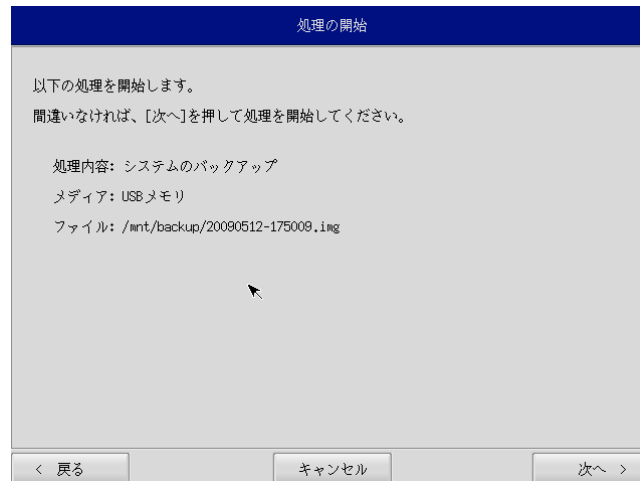 処理の開始
以下の処理を開始します。
間違いなければ、[次へ]を押して処理を開始してください。
処理内容: システムのバックアップ
メディア: USBメモリ
ファイル: /mnt/backup/20090512-175009.img
< 戻る
キャンセル
次へ >